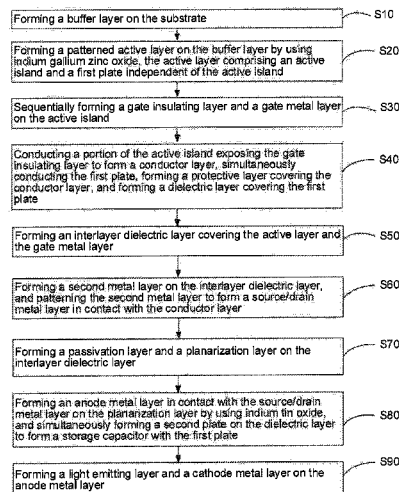 Forming a buffer layer on the substrate
S10
Forming a patterned active layer on the buffer layer by using
indium gallium zinc oxide, the active layer comprising an active
island and a first plate independent of the active island
S20
Sequentially forming a gate insulating layer and a gate metal layer
on the active island
S30
Conducting a portion of the active island exposing the gate
insulating layer to form a conductor layer, simultaneously
conducting the first plate, forming a protective layer covering the
conductor layer, and forming a dielectric layer covering the first
plate
S40
Forming an interlayer dielectric layer covering the active layer and
the gate metal layer
S50
Forming a second metal layer on the interlayer dielectric layer,
and patterning the second metal layer to form a source/drain
metal layer in contact with the conductor layer
S60
Forming a passivation layer and a planarization layer on the
interlayer dielectric layer
S70
Forming an anode metal layer in contact with the source/drain
metal layer on the planarization layer by using indium tin oxide,
and simultaneously forming a second plate on the dielectric layer
to form a storage capacitor with the first plate
S80
Forming a light emitting layer and a cathode metal layer on the
anode metal layer
S90